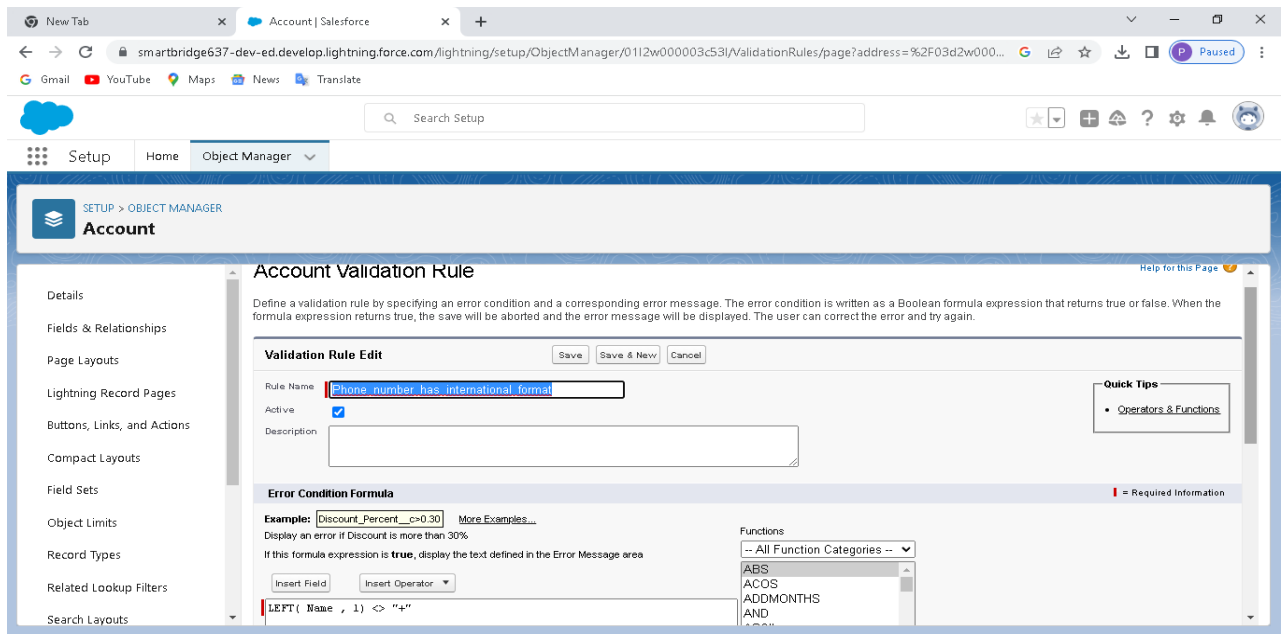 New Tab
Account | Salesforce
smartbridge637-dev-ed.develop.lightning.force.com/lightning/setup/ObjectManager/01I2w000003c53I/ValidationRules/page?address=%2F03d2w000...
P Paused
Gmail YouTube Maps News Translate
Search Setup
Setup Home Object Manager
SETUP > OBJECT MANAGER
Account
Details
Fields & Relationships
Page Layouts
Lightning Record Pages
Buttons, Links, and Actions
Compact Layouts
Field Sets
Object Limits
Record Types
Related Lookup Filters
Search Layouts
Account Validation Rule
Help for this Page ?
Define a validation rule by specifying an error condition and a corresponding error message. The error condition is written as a Boolean formula expression that returns true or false. When the
formula expression returns true, the save will be aborted and the error message will be displayed. The user can correct the error and try again.
Validation Rule Edit Save Save & New Cancel
Rule Name Phone_number_has_international_format
Active
Description
Quick Tips
• Operators & Functions
Error Condition Formula = Required Information
Example: Discount_Percent__c>0.30 More Examples...
Display an error if Discount is more than 30%
If this formula expression is true, display the text defined in the Error Message area
Insert Field Insert Operator
LEFT( Name , 1) <> "+"
Functions
-- All Function Categories --
ABS
ACOS
ADDMONTHS
AND